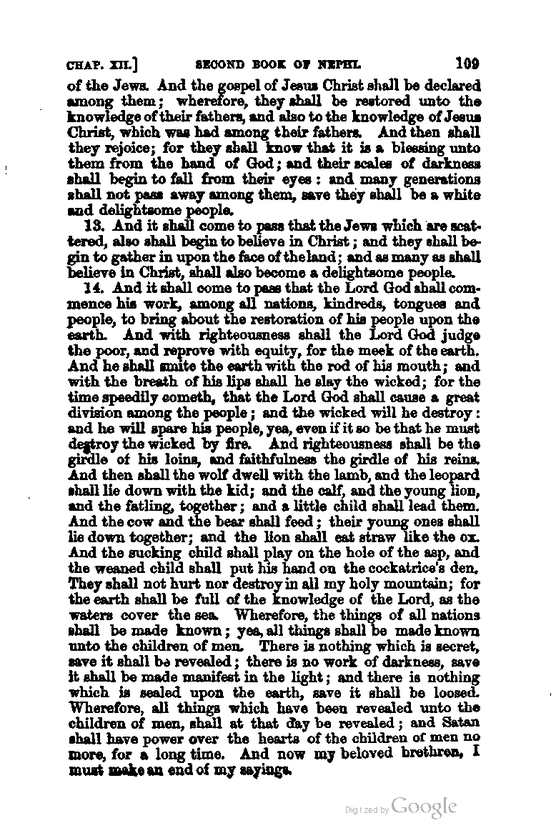 CHAP. XII.] SECOND BOOK OF NEPHI. 109
of the Jews. And the gospel of Jesus Christ shall be declared
among them; wherefore, they shall be restored unto the
knowledge of their fathers, and also to the knowledge of Jesus
Christ, which was had among their fathers. And then shall
they rejoice; for they shall know that it is a blessing unto
them from the hand of God; and their scales of darkness
shall begin to fall from their eyes: and many generations
shall not pass away among them, save they shall be a white
and delightsome people.
13. And it shall come to pass that the Jews which are scat-
tered, also shall begin to believe in Christ; and they shall be-
gin to gather in upon the face of the land; and as many as shall
believe in Christ, shall also become a delightsome people.
14. And it shall come to pass that the Lord God shall com-
mence his work, among all nations, kindreds, tongues and
people, to bring about the restoration of his people upon the
earth. And with righteousness shall the Lord God judge
the poor, and reprove with equity, for the meek of the earth.
And he shall smite the earth with the rod of his mouth; and
with the breath of his lips shall he slay the wicked; for the
time speedily cometh, that the Lord God shall cause a great
division among the people; and the wicked will he destroy:
and he will spare his people, yea, even if it so be that he must
destroy the wicked by fire. And righteousness shall be the
girdle of his loins, and faithfulness the girdle of his reins.
And then shall the wolf dwell with the lamb, and the leopard
shall lie down with the kid; and the calf, and the young lion,
and the fatling, together; and a little child shall lead them.
And the cow and the bear shall feed; their young ones shall
lie down together; and the lion shall eat straw like the ox.
And the sucking child shall play on the hole of the asp, and
the weaned child shall put his hand on the cockatrice's den.
They shall not hurt nor destroy in all my holy mountain; for
the earth shall be full of the knowledge of the Lord, as the
waters cover the sea. Wherefore, the things of all nations
shall be made known; yea, all things shall be made known
unto the children of men. There is nothing which is secret,
save it shall be revealed; there is no work of darkness, save
it shall be made manifest in the light; and there is nothing
which is sealed upon the earth, save it shall be loosed.
Wherefore, all things which have been revealed unto the
children of men, shall at that day be revealed; and Satan
shall have power over the hearts of the children of men no
more, for a long time. And now my beloved brethren, I
must make an end of my sayings.
Digitized by Google